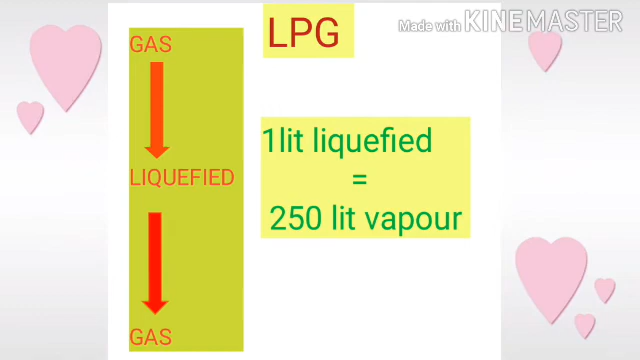 LPG
Made with KINEMASTER
GAS
LIQUEFIED
GAS
1lit liquefied
=
250 lit vapour